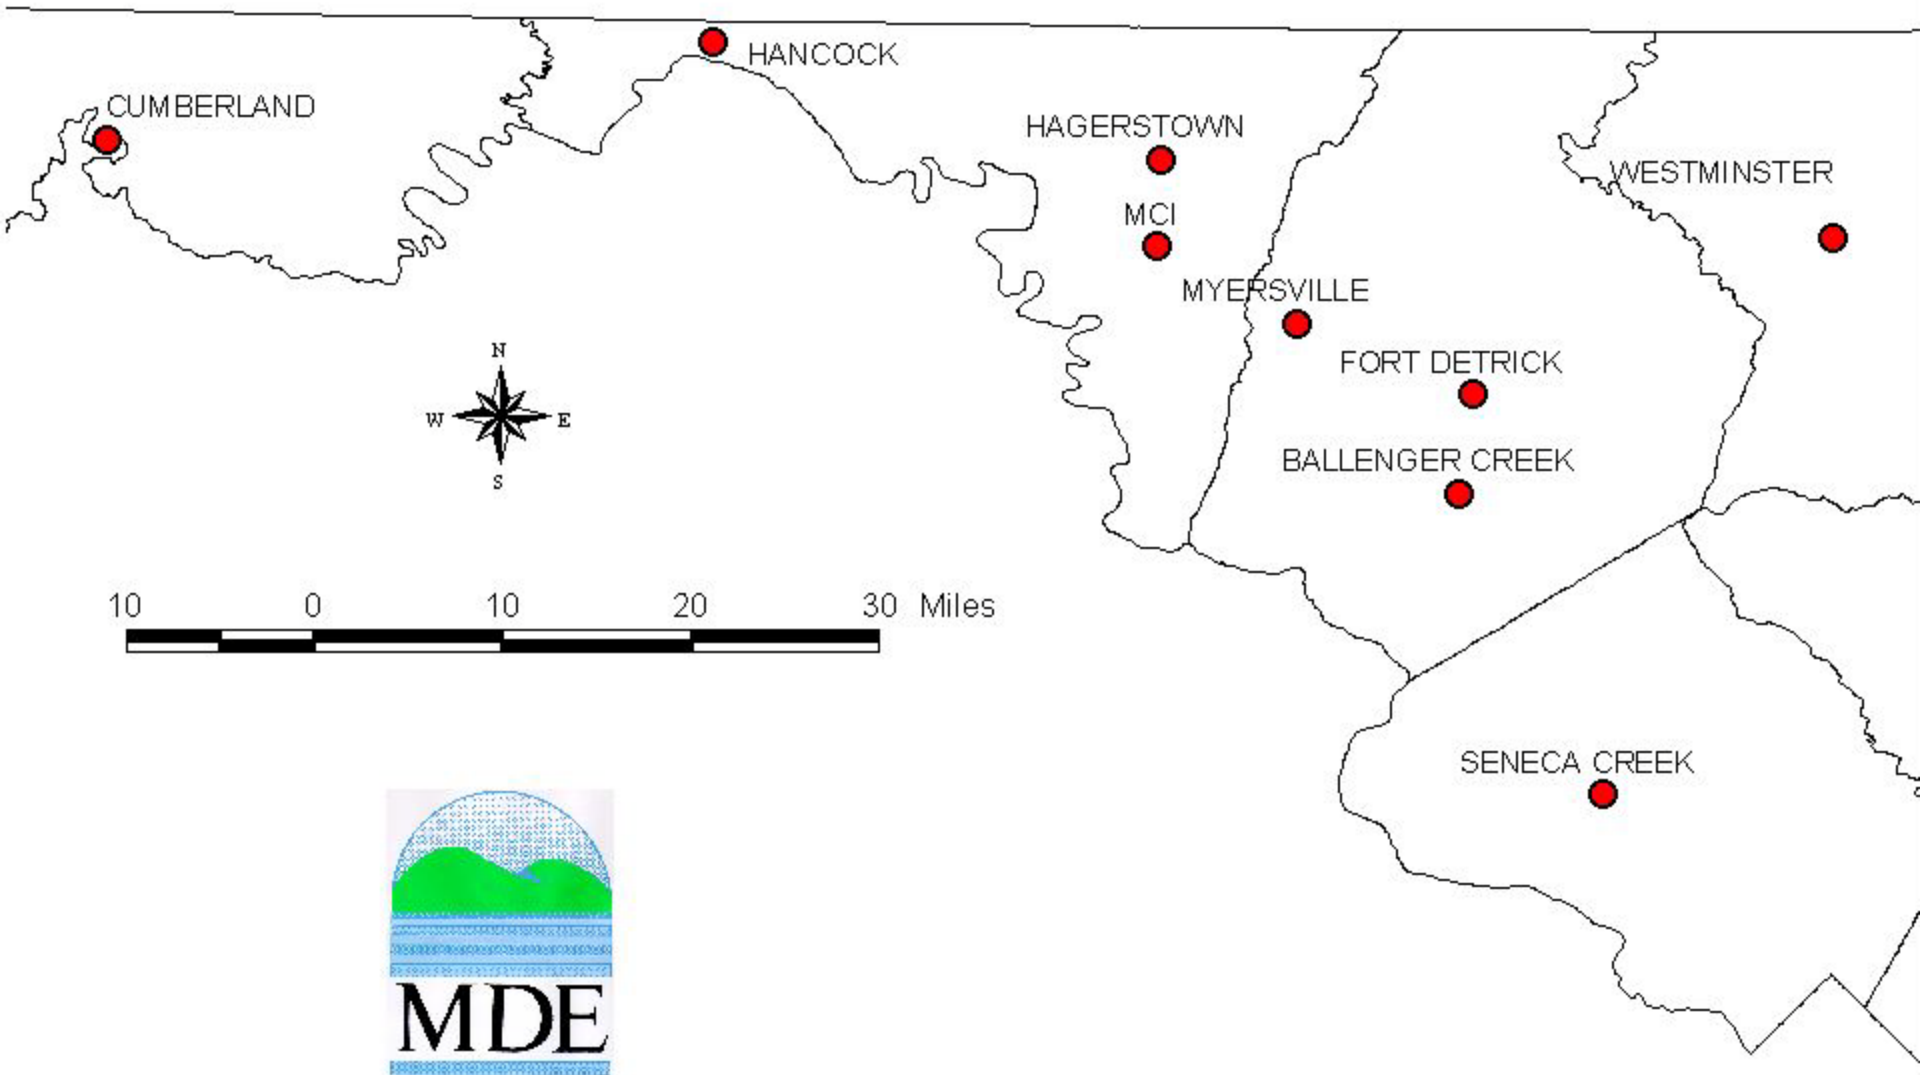 HANCOCK
CUMBERLAND
HAGERSTOWN
WESTMINSTER
MCI
MYERSVILLE
N
FORT DETRICK
W E
BALLENGER CREEK
S
10 0 10 20 30 Miles
SENECA CREEK
MDE